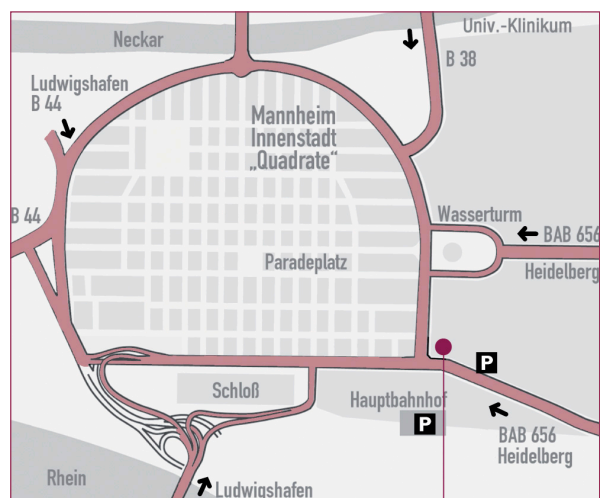 Univ.-Klinikum
Neckar
B 38
Ludwigshafen
B 44
Mannheim
Innenstadt
„Quadrate“
B 44
Wasserturm
BAB 656
Heidelberg
Paradeplatz
P
Schloß
Hauptbahnhof
P
BAB 656
Heidelberg
Rhein
Ludwigshafen